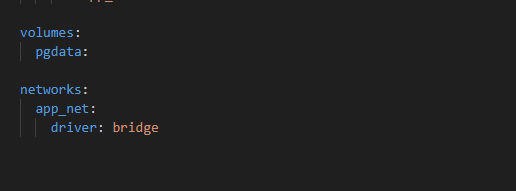 volumes:
  pgdata:
networks:
  app_net:
    driver: bridge